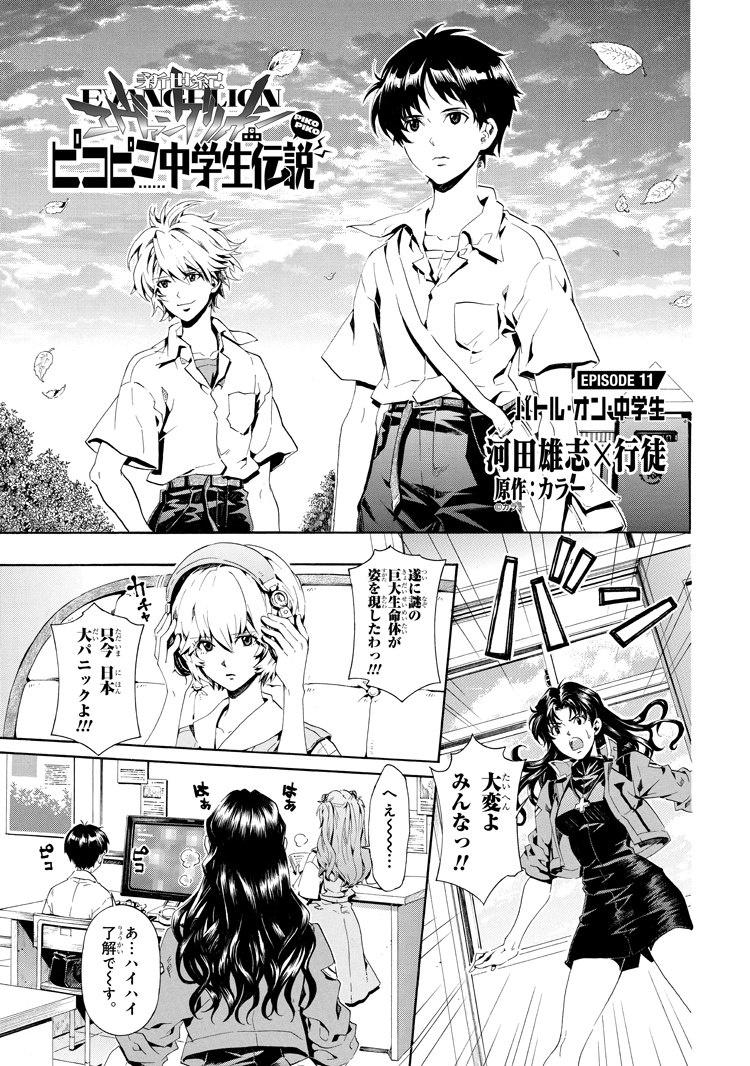 新世紀
EVANGELION
エヴァンゲリオン
PIKO
PIKO
ピコピコ中学生伝説
EPISODE 11
バトル・オン、中学生
河田雄志×行徒
原作:カラー
©カラー
バンッ
大変よ
みんなっ!!
遂に謎の
巨大生命体が
姿を現したわっ!!!
只今 日本
大パニックよ!!!
カチャ
へぇ~~~~…
はぁ
はぁ
ピコ
ピコ
あ…ハイハイ
了解で~~す。